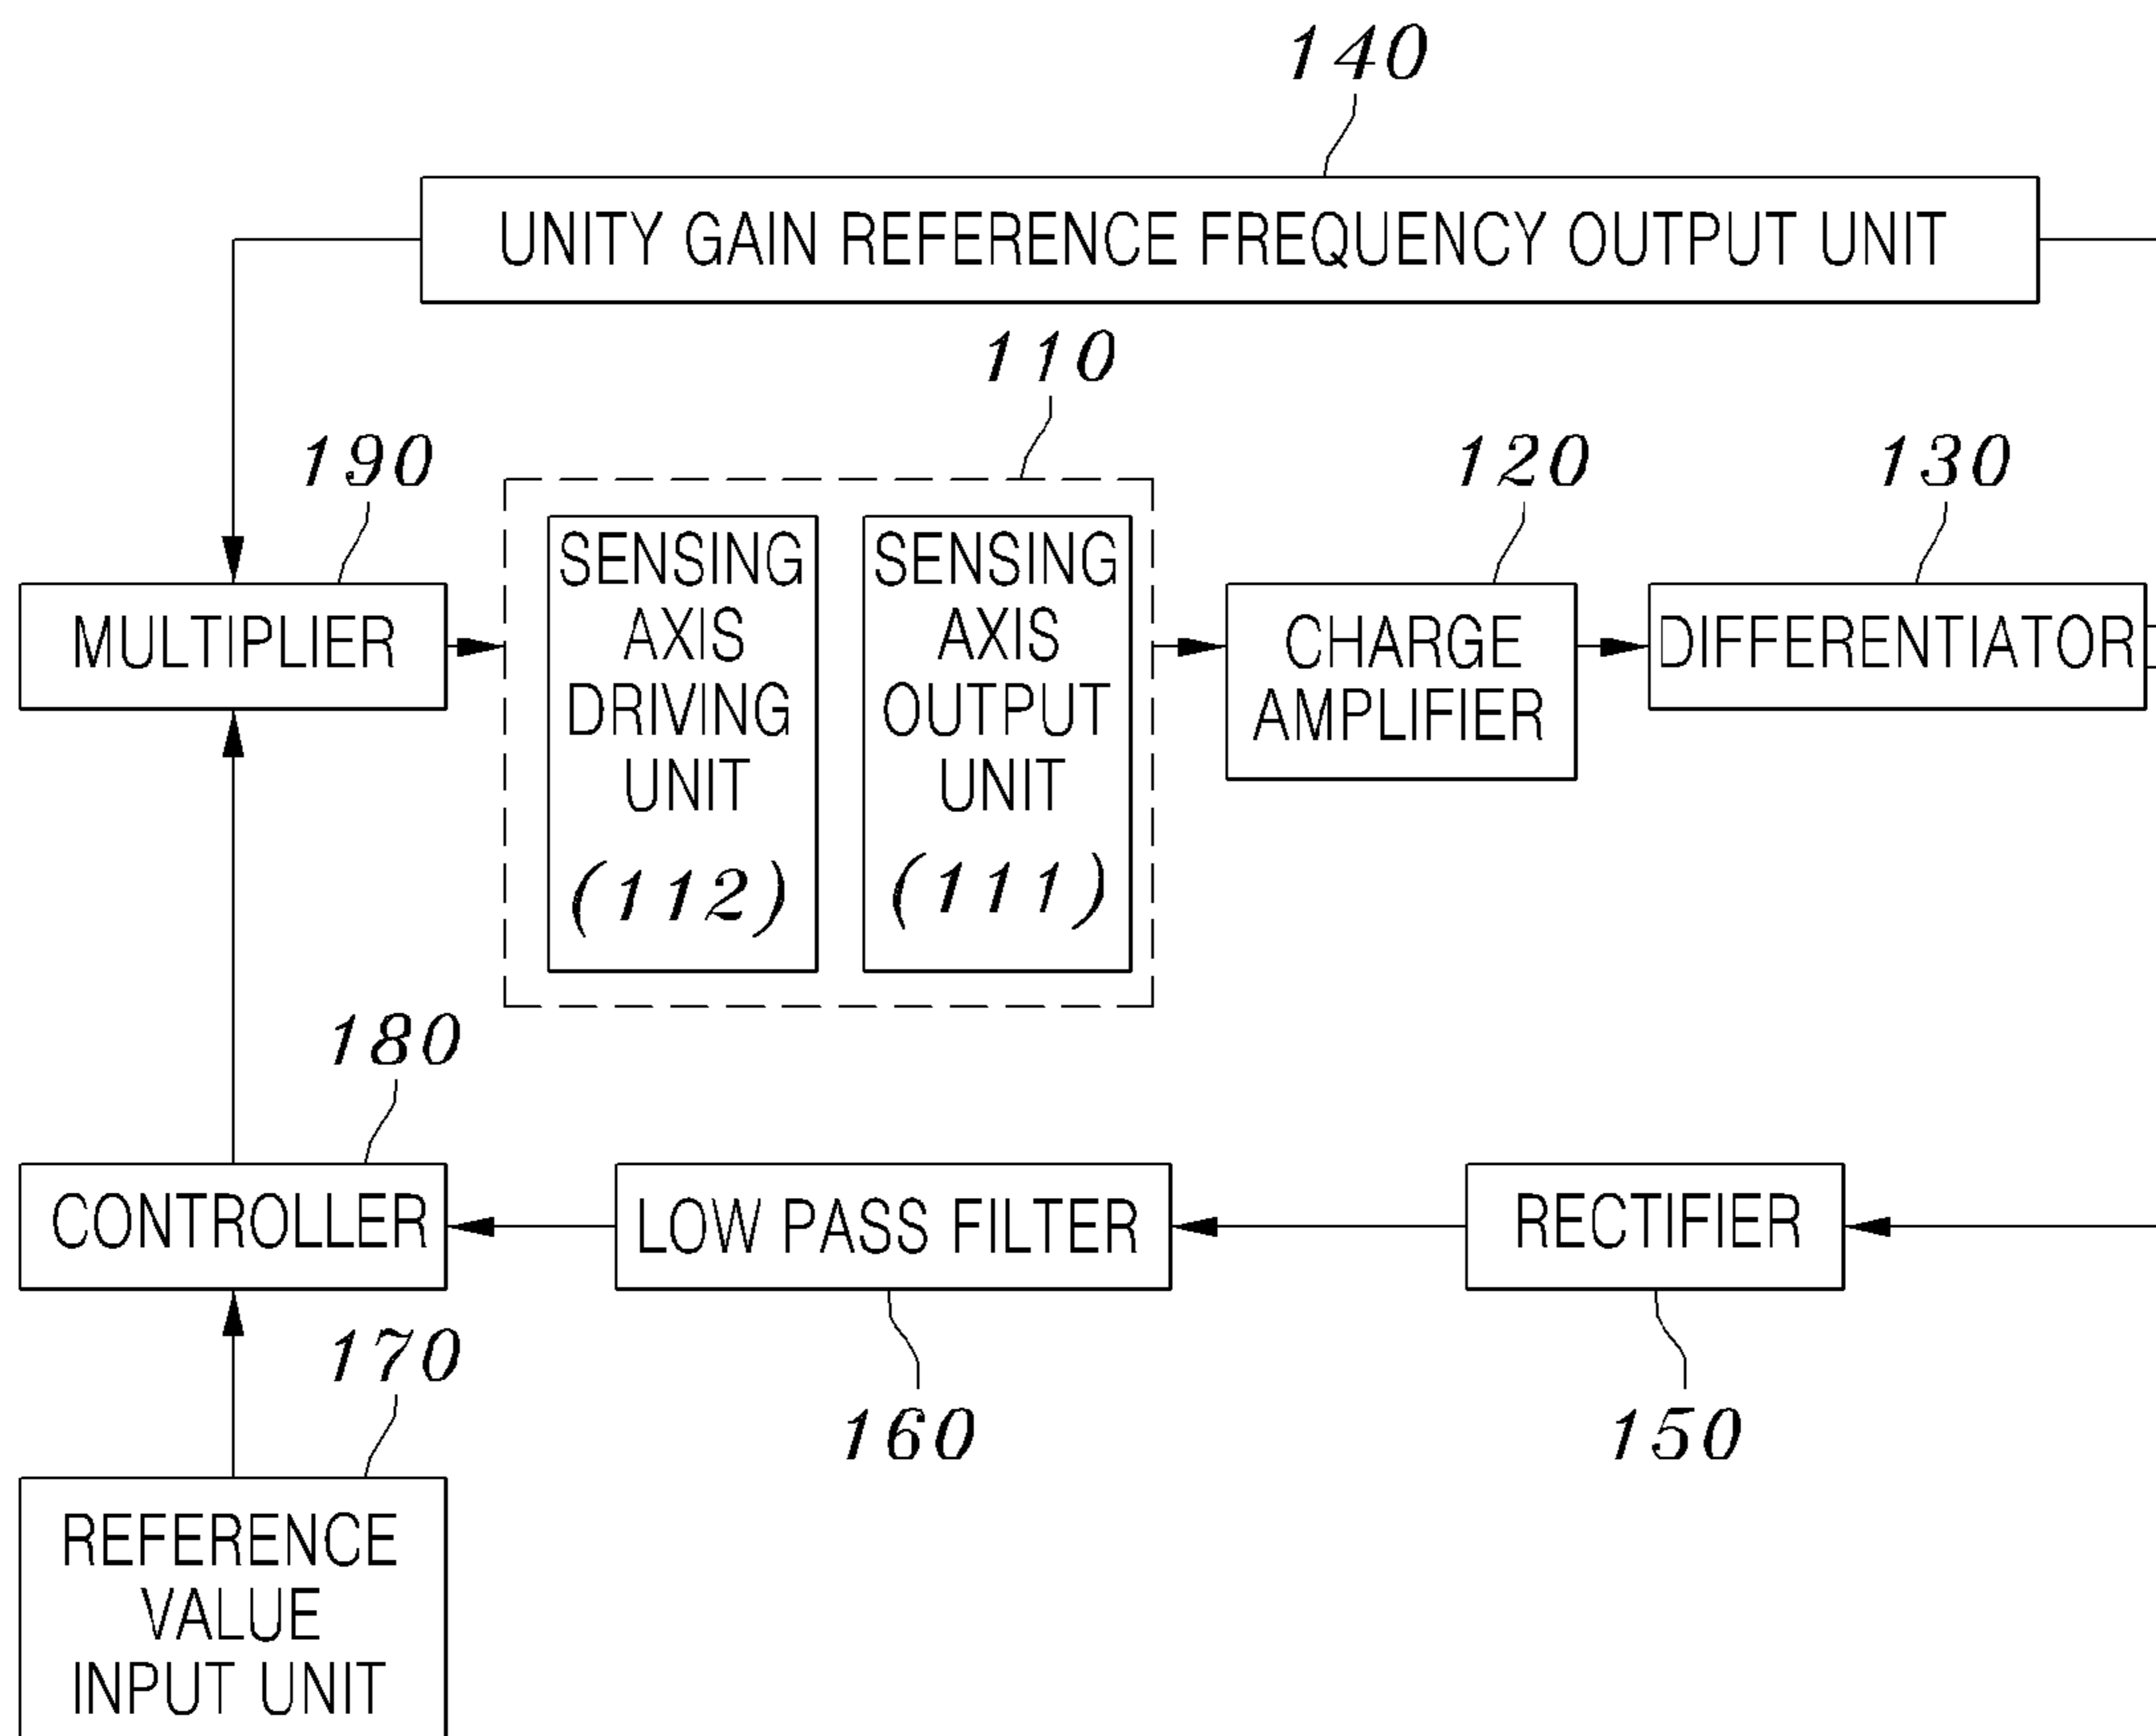 140
UNITY GAIN REFERENCE FREQUENCY OUTPUT UNIT
110
190
120
130
MULTIPLIER
SENSING
AXIS
DRIVING
UNIT
(112)
SENSING
AXIS
OUTPUT
UNIT
(111)
CHARGE
AMPLIFIER
DIFFERENTIATOR
180
CONTROLLER
LOW PASS FILTER
RECTIFIER
170
160
150
REFERENCE
VALUE
INPUT UNIT